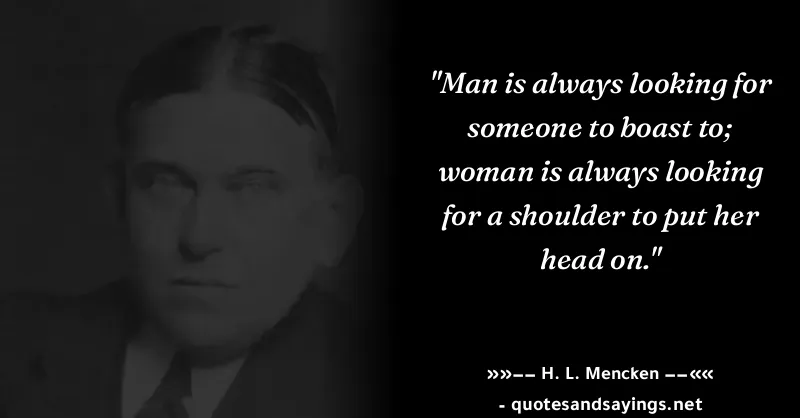 "Man is always looking for
someone to boast to;
woman is always looking
for a shoulder to put her
head on."
»»−− H. L. Mencken −−««
- quotesandsayings.net